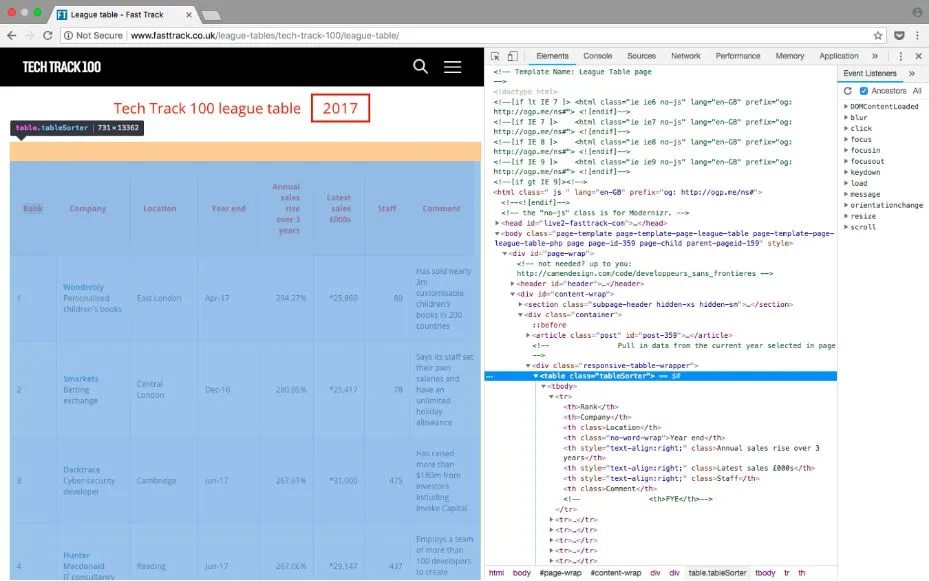 League table - Fast Track
Not Secure | www.fasttrack.co.uk/league-tables/tech-track-100/league-table/
TECH TRACK 100
Tech Track 100 league table 2017
table.tableSorter | 731×13362
Rank Company Location Year end Annual sales rise over 3 years Latest sales £000s Staff Comment
1 Wonderbly Personalised children's books East London Apr-17 294.27% *25,860 80 Has sold nearly 3m customisable children's books in 200 countries
2 Smarkets Betting exchange Central London Dec-16 280.05% *25,417 78 Says its staff set their own salaries and have an unlimited holiday allowance
3 Darktrace Cyber-security developer Cambridge Jun-17 267.61% *31,000 475 Has raised more than $180m from investors including Invoke Capital
4 Hunter Macdonald IT consultancy Reading Jun-17 267.06% *29,147 437 Employs a team of more than 100 developers to create
Elements Console Sources Network Performance Memory Application »
<!-- Template Name: League Table page
-->
<!doctype html>
<!--[if lt IE 7 ]> <html class="ie ie6 no-js" lang="en-GB" prefix="og:
http://ogp.me/ns#"> <![endif]-->
<!--[if IE 7 ]> <html class="ie ie7 no-js" lang="en-GB" prefix="og:
http://ogp.me/ns#"> <![endif]-->
<!--[if IE 8 ]> <html class="ie ie8 no-js" lang="en-GB" prefix="og:
http://ogp.me/ns#"> <![endif]-->
<!--[if IE 9 ]> <html class="ie ie9 no-js" lang="en-GB" prefix="og:
http://ogp.me/ns#"> <![endif]-->
<!--[if gt IE 9]><!-->
<html class=" js " lang="en-GB" prefix="og: http://ogp.me/ns#">
<!--<![endif]-->
<!-- the "no-js" class is for Modernizr. -->
<head id="live2-fasttrack-com">…</head>
<body class="page-template page-template-page-league-table page-template-page-
league-table-php page page-id-359 page-child parent-pageid-159" style>
<div id="page-wrap">
<!-- not needed? up to you:
http://camendesign.com/code/developpeurs_sans_frontieres -->
<header id="header">…</header>
<div id="content-wrap">
<section class="subpage-header hidden-xs hidden-sm">…</section>
<div class="container">
::before
<article class="post" id="post-359">…</article>
<!-- Pull in data from the current year selected in page
-->
<div class="responsive-tabble-wrapper">
<table class="tableSorter"> == $0
<tbody>
<tr>
<th>Rank</th>
<th>Company</th>
<th class>Location</th>
<th class="no-word-wrap">Year end</th>
<th style="text-align:right;" class>Annual sales rise over 3
years</th>
<th style="text-align:right;" class>Latest sales £000s</th>
<th style="text-align:right;" class>Staff</th>
<th class>Comment</th>
<!-- <th>FYE</th>-->
</tr>
<tr>…</tr>
<tr>…</tr>
<tr>…</tr>
<tr>…</tr>
<tr>…</tr>
html body #page-wrap #content-wrap div div table.tableSorter tbody tr th
Event Listeners »
Ancestors All
DOMContentLoaded
blur
click
focus
focusin
focusout
keydown
load
message
orientationchange
resize
scroll